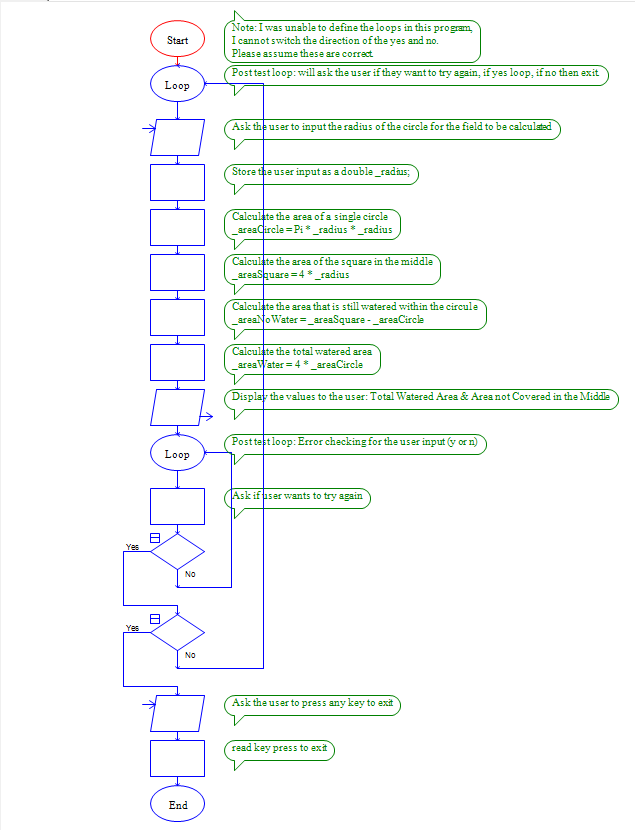 Note: I was unable to define the loops in this program,
I cannot switch the direction of the yes and no.
Please assume these are correct.
Start
Post test loop: will ask the user if they want to try again, if yes loop, if no then exit.
Loop
Ask the user to input the radius of the circle for the field to be calculated
Store the user input as a double _radius;
Calculate the area of a single circle
_areaCircle = Pi * _radius * _radius
Calculate the area of the square in the middle
_areaSquare = 4 * _radius
Calculate the area that is still watered within the circule
_areaNoWater = _areaSquare - _areaCircle
Calculate the total watered area
_areaWater = 4 * _areaCircle
Display the values to the user: Total Watered Area & Area not Covered in the Middle
Post test loop: Error checking for the user input (y or n)
Loop
Ask if user wants to try again
Yes
No
Yes
No
Ask the user to press any key to exit
read key press to exit
End